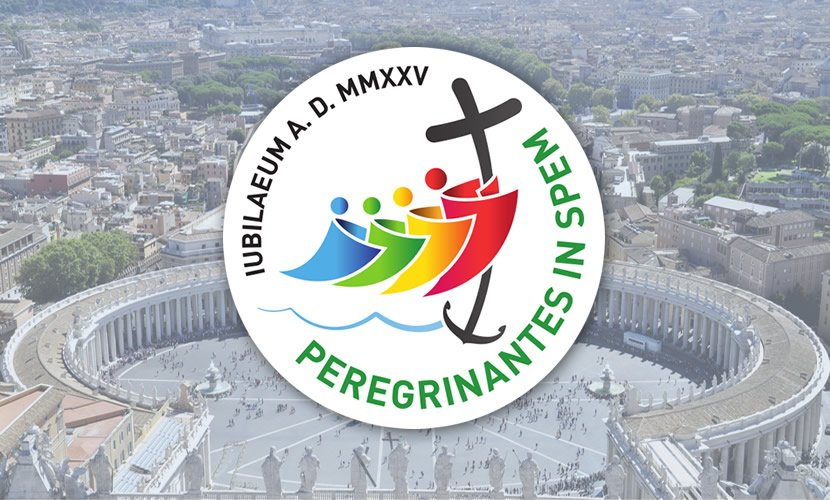 IUBILAEUM A. D. MMXXV
PEREGRINANTES IN SPEM